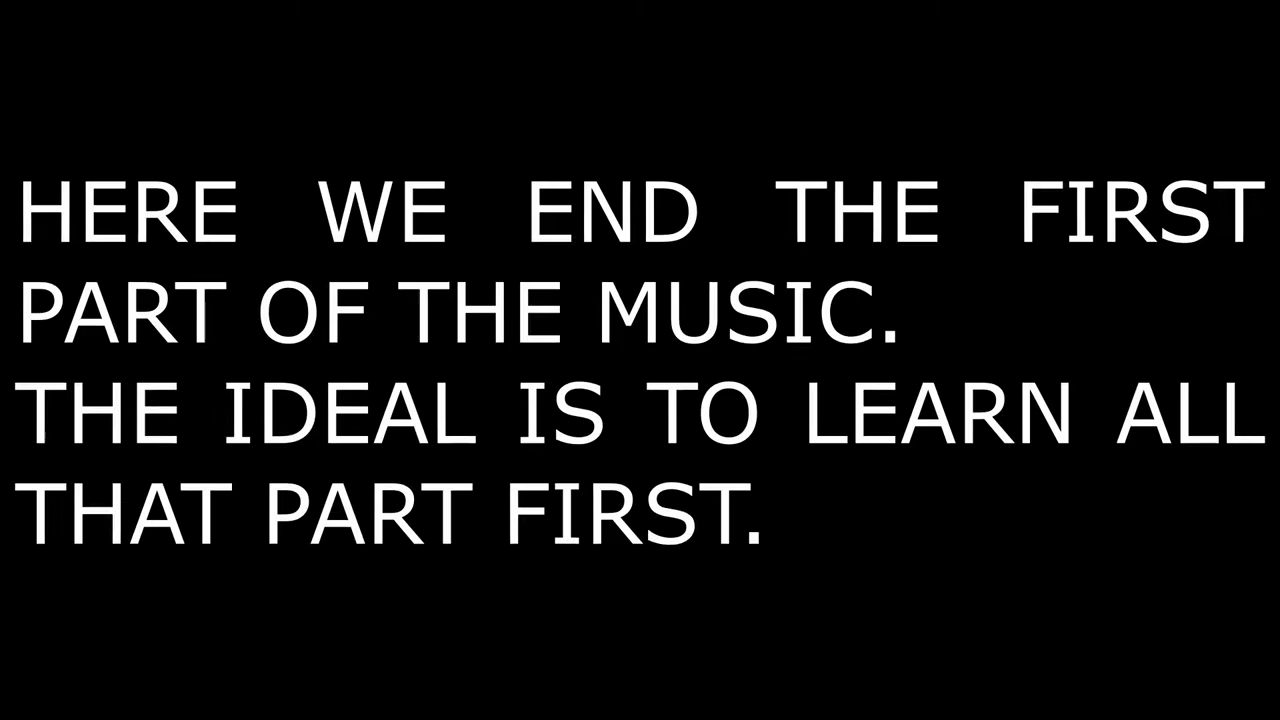 HERE WE END THE FIRST
PART OF THE MUSIC.
THE IDEAL IS TO LEARN ALL
THAT PART FIRST.